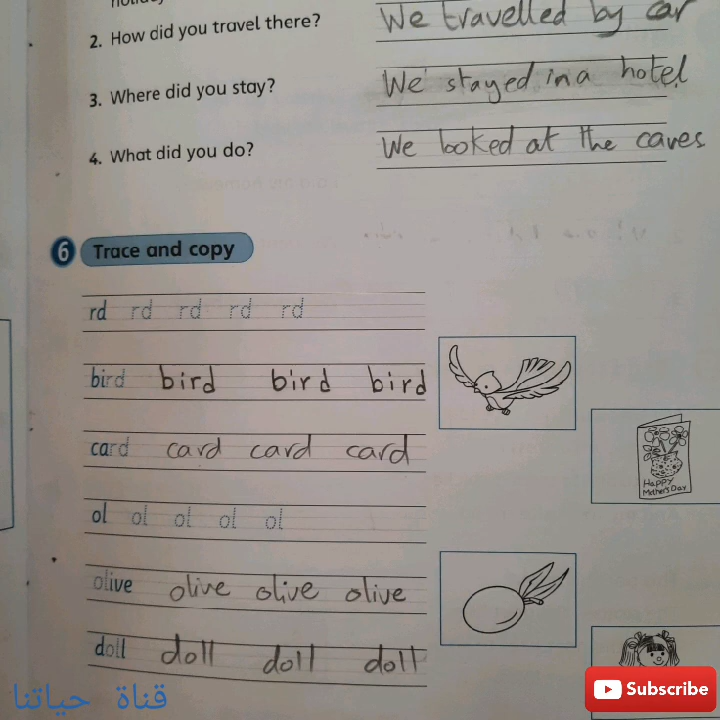 2. How did you travel there? We travelled by car
3. Where did you stay? We stayed in a hotel
4. What did you do? We looked at the caves
6 Trace and copy
rd rd rd rd rd
bird bird bird bird
card card card card
Happy
Mother's Day
ol ol ol ol ol
olive olive olive olive
doll doll doll doll
قناة حياتنا
Subscribe